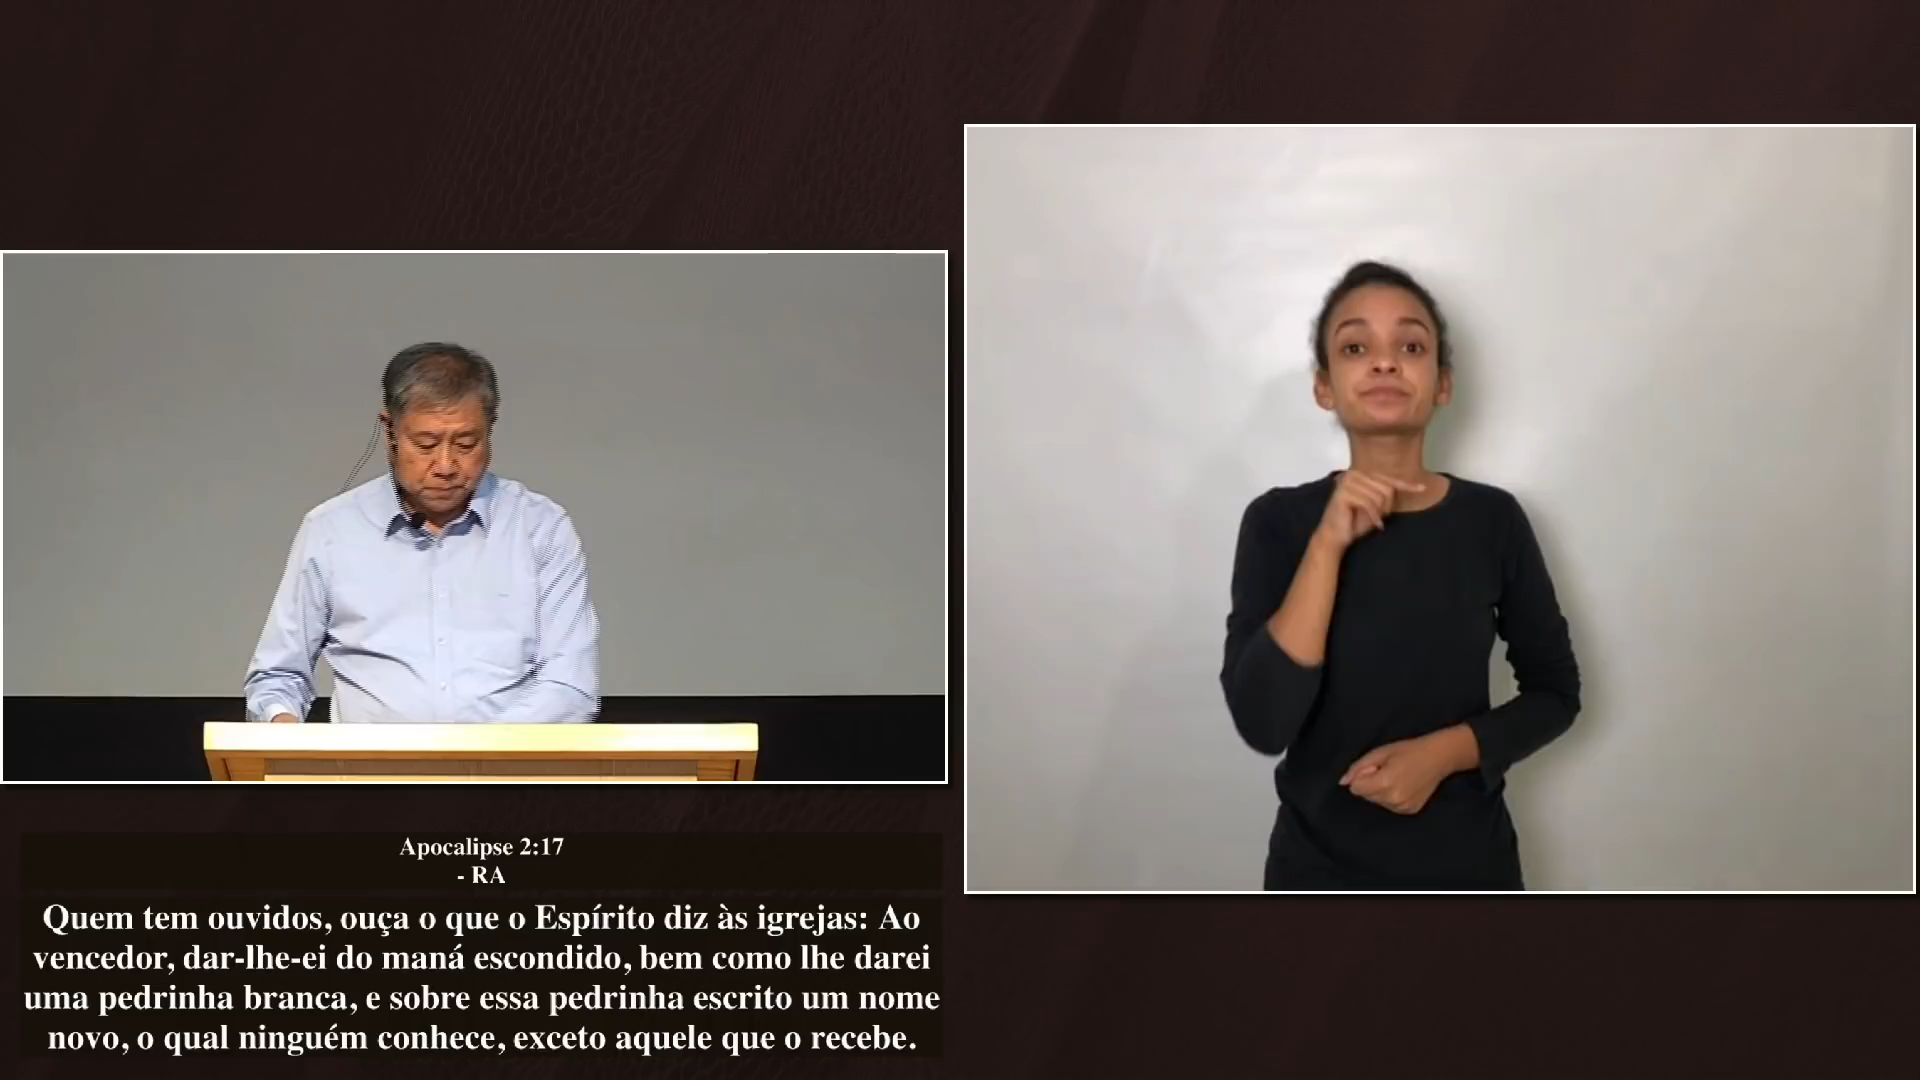 Apocalipse 2:17
- RA
Quem tem ouvidos, ouça o que o Espírito diz às igrejas: Ao
vencedor, dar-lhe-ei do maná escondido, bem como lhe darei
uma pedrinha branca, e sobre essa pedrinha escrito um nome
novo, o qual ninguém conhece, exceto aquele que o recebe.